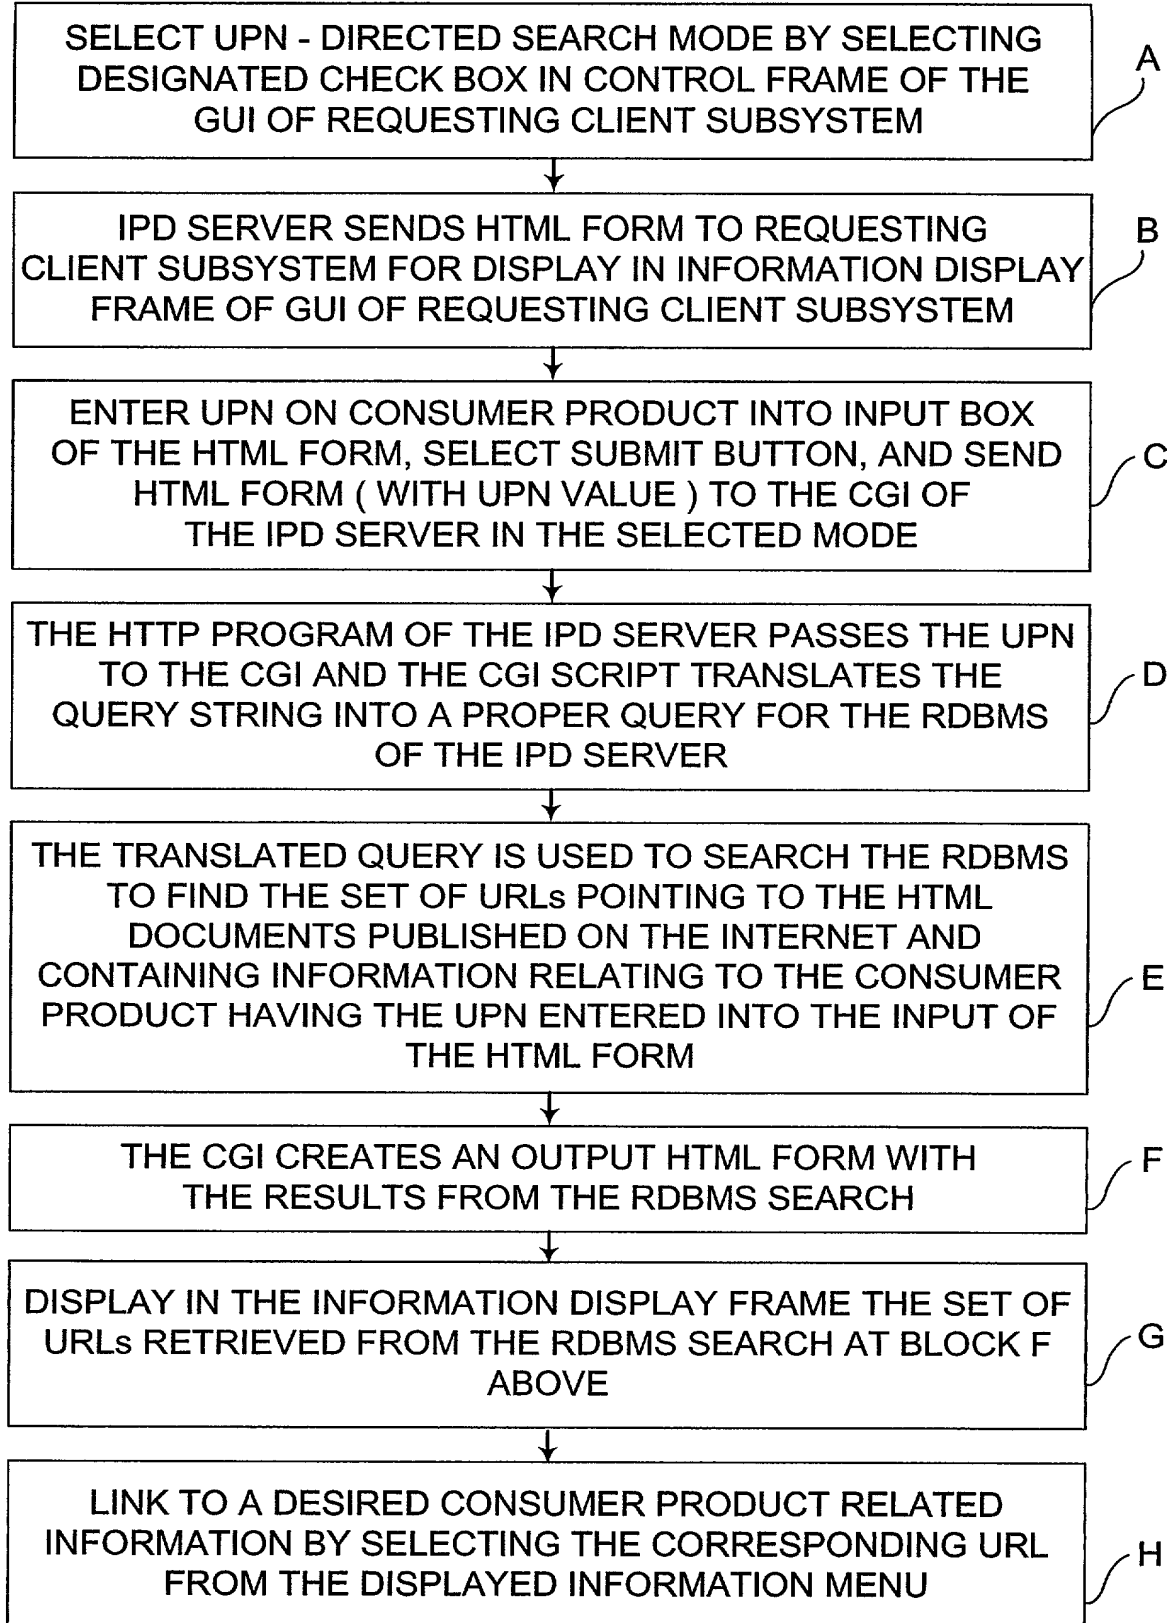 SELECT UPN - DIRECTED SEARCH MODE BY SELECTING
DESIGNATED CHECK BOX IN CONTROL FRAME OF THE
GUI OF REQUESTING CLIENT SUBSYSTEM
A
IPD SERVER SENDS HTML FORM TO REQUESTING
CLIENT SUBSYSTEM FOR DISPLAY IN INFORMATION DISPLAY
FRAME OF GUI OF REQUESTING CLIENT SUBSYSTEM
B
ENTER UPN ON CONSUMER PRODUCT INTO INPUT BOX
OF THE HTML FORM, SELECT SUBMIT BUTTON, AND SEND
HTML FORM ( WITH UPN VALUE ) TO THE CGI OF
THE IPD SERVER IN THE SELECTED MODE
C
THE HTTP PROGRAM OF THE IPD SERVER PASSES THE UPN
TO THE CGI AND THE CGI SCRIPT TRANSLATES THE
QUERY STRING INTO A PROPER QUERY FOR THE RDBMS
OF THE IPD SERVER
D
THE TRANSLATED QUERY IS USED TO SEARCH THE RDBMS
TO FIND THE SET OF URLs POINTING TO THE HTML
DOCUMENTS PUBLISHED ON THE INTERNET AND
CONTAINING INFORMATION RELATING TO THE CONSUMER
PRODUCT HAVING THE UPN ENTERED INTO THE INPUT OF
THE HTML FORM
E
THE CGI CREATES AN OUTPUT HTML FORM WITH
THE RESULTS FROM THE RDBMS SEARCH
F
DISPLAY IN THE INFORMATION DISPLAY FRAME THE SET OF
URLs RETRIEVED FROM THE RDBMS SEARCH AT BLOCK F
ABOVE
G
LINK TO A DESIRED CONSUMER PRODUCT RELATED
INFORMATION BY SELECTING THE CORRESPONDING URL
FROM THE DISPLAYED INFORMATION MENU
H